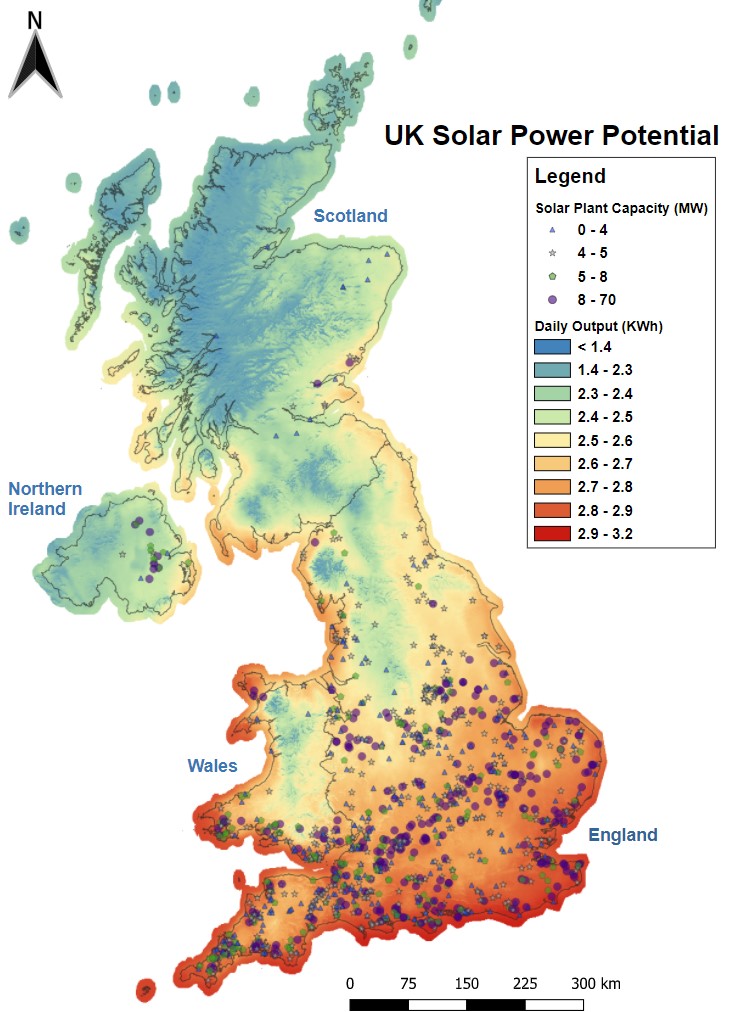 N
UK Solar Power Potential
Legend
Solar Plant Capacity (MW)
0 - 4
4 - 5
5 - 8
8 - 70
Daily Output (KWh)
< 1.4
1.4 - 2.3
2.3 - 2.4
2.4 - 2.5
2.5 - 2.6
2.6 - 2.7
2.7 - 2.8
2.8 - 2.9
2.9 - 3.2
Scotland
Northern
Ireland
Wales
England
0 75 150 225 300 km